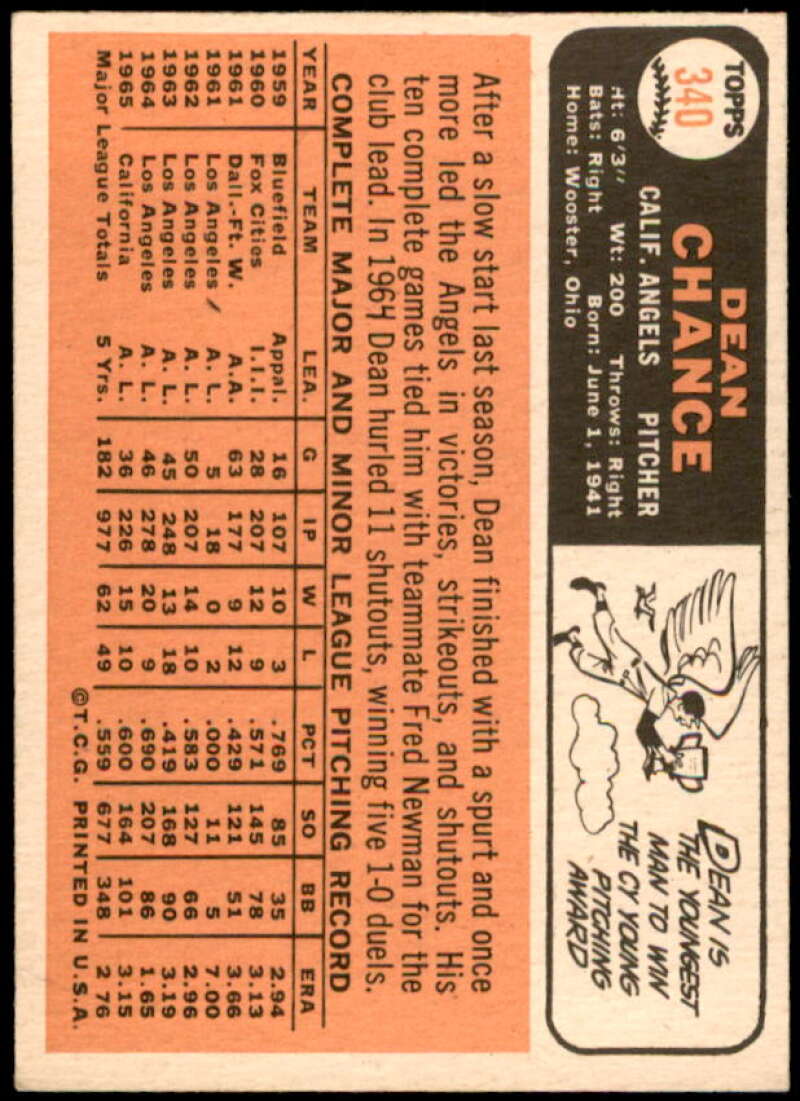 TOPPS
340
DEAN
CHANCE
CALIF. ANGELS PITCHER
Ht: 6'3" Wt: 200 Throws: Right
Bats: Right Born: June 1, 1941
Home: Wooster, Ohio
DEAN IS
THE YOUNGEST
MAN TO WIN
THE CY YOUNG
PITCHING
AWARD
After a slow start last season, Dean finished with a spurt and once
more led the Angels in victories, strikeouts, and shutouts. His
ten complete games tied him with teammate Fred Newman for the
club lead. In 1964 Dean hurled 11 shutouts, winning five 1-0 duels.
COMPLETE MAJOR AND MINOR LEAGUE PITCHING RECORD
YEAR TEAM LEA. G IP W L PCT SO BB ERA
1959 Bluefield Appal. 16 107 10 3 .769 85 35 2.94
1960 Fox Cities I.I.I. 28 207 12 9 .571 145 78 3.13
1961 Dall.-Ft. W. A.A. 63 177 9 12 .429 121 51 3.66
1961 Los Angeles A. L. 5 18 0 2 .000 11 5 7.00
1962 Los Angeles A. L. 50 207 14 10 .583 127 66 2.96
1963 Los Angeles A. L. 45 248 13 18 .419 168 90 3.19
1964 Los Angeles A. L. 46 278 20 9 .690 207 86 1.65
1965 California A. L. 36 226 15 10 .600 164 101 3.15
Major League Totals 5 Yrs. 182 977 62 49 .559 677 348 2.76
©T.C.G. PRINTED IN U.S.A.